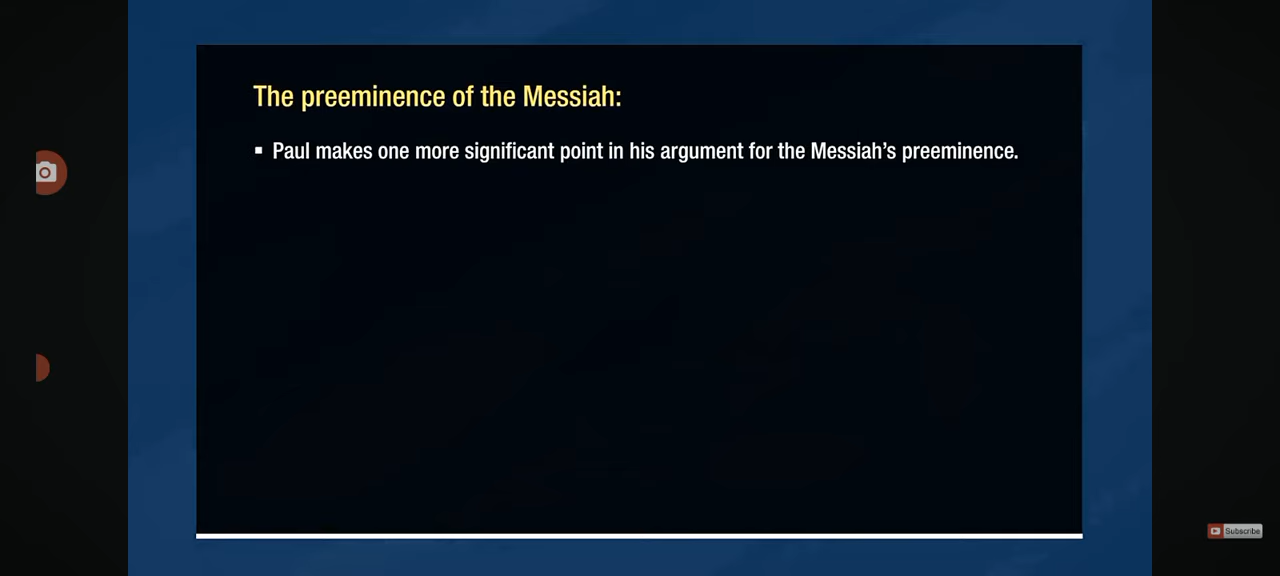 The preeminence of the Messiah:
▪ Paul makes one more significant point in his argument for the Messiah’s preeminence.
Subscribe